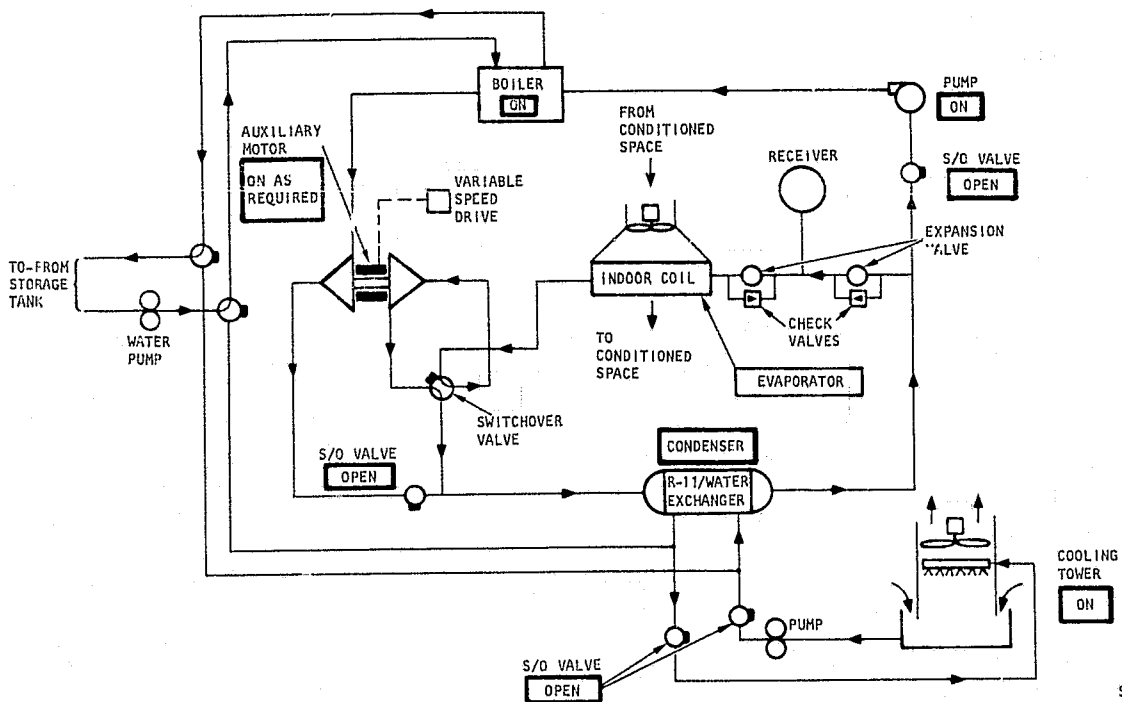 BOILER
ON
PUMP
ON
FROM
CONDITIONED
SPACE
AUXILIARY
MOTOR
ON AS
REQUIRED
VARIABLE
SPEED
DRIVE
RECEIVER
S/O VALVE
OPEN
EXPANSION
VALVE
TO-FROM
STORAGE
TANK
WATER
PUMP
INDOOR COIL
CHECK
VALVES
TO
CONDITIONED
SPACE
EVAPORATOR
SWITCHOVER
VALVE
S/O VALVE
OPEN
CONDENSER
R-11/WATER
EXCHANGER
COOLING
TOWER
ON
PUMP
S/O VALVE
OPEN
S